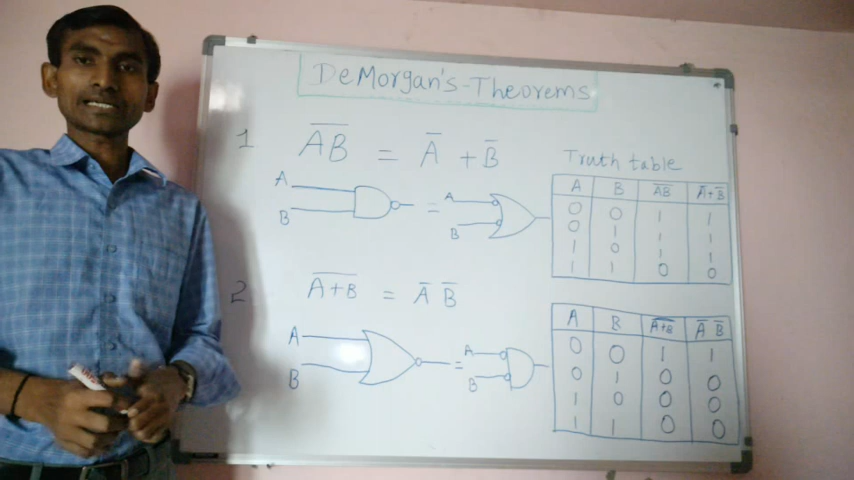 DeMorgan's-Theorems
1 A̅B̅ = A̅ + B̅
A
B
=
A
B
Truth table
A B A̅B̅ A̅+B̅
0 0 1 1
0 1 1 1
1 0 1 1
1 1 0 0
2 A̅+̅B̅ = A̅ B̅
A
B
=
A
B
A B A̅+̅B̅ A̅ B̅
0 0 1 1
0 1 0 0
1 0 0 0
1 1 0 0